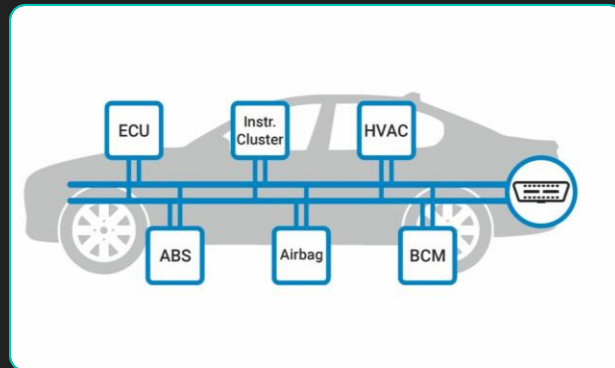 ECU
Instr.
Cluster
HVAC
ABS
Airbag
BCM